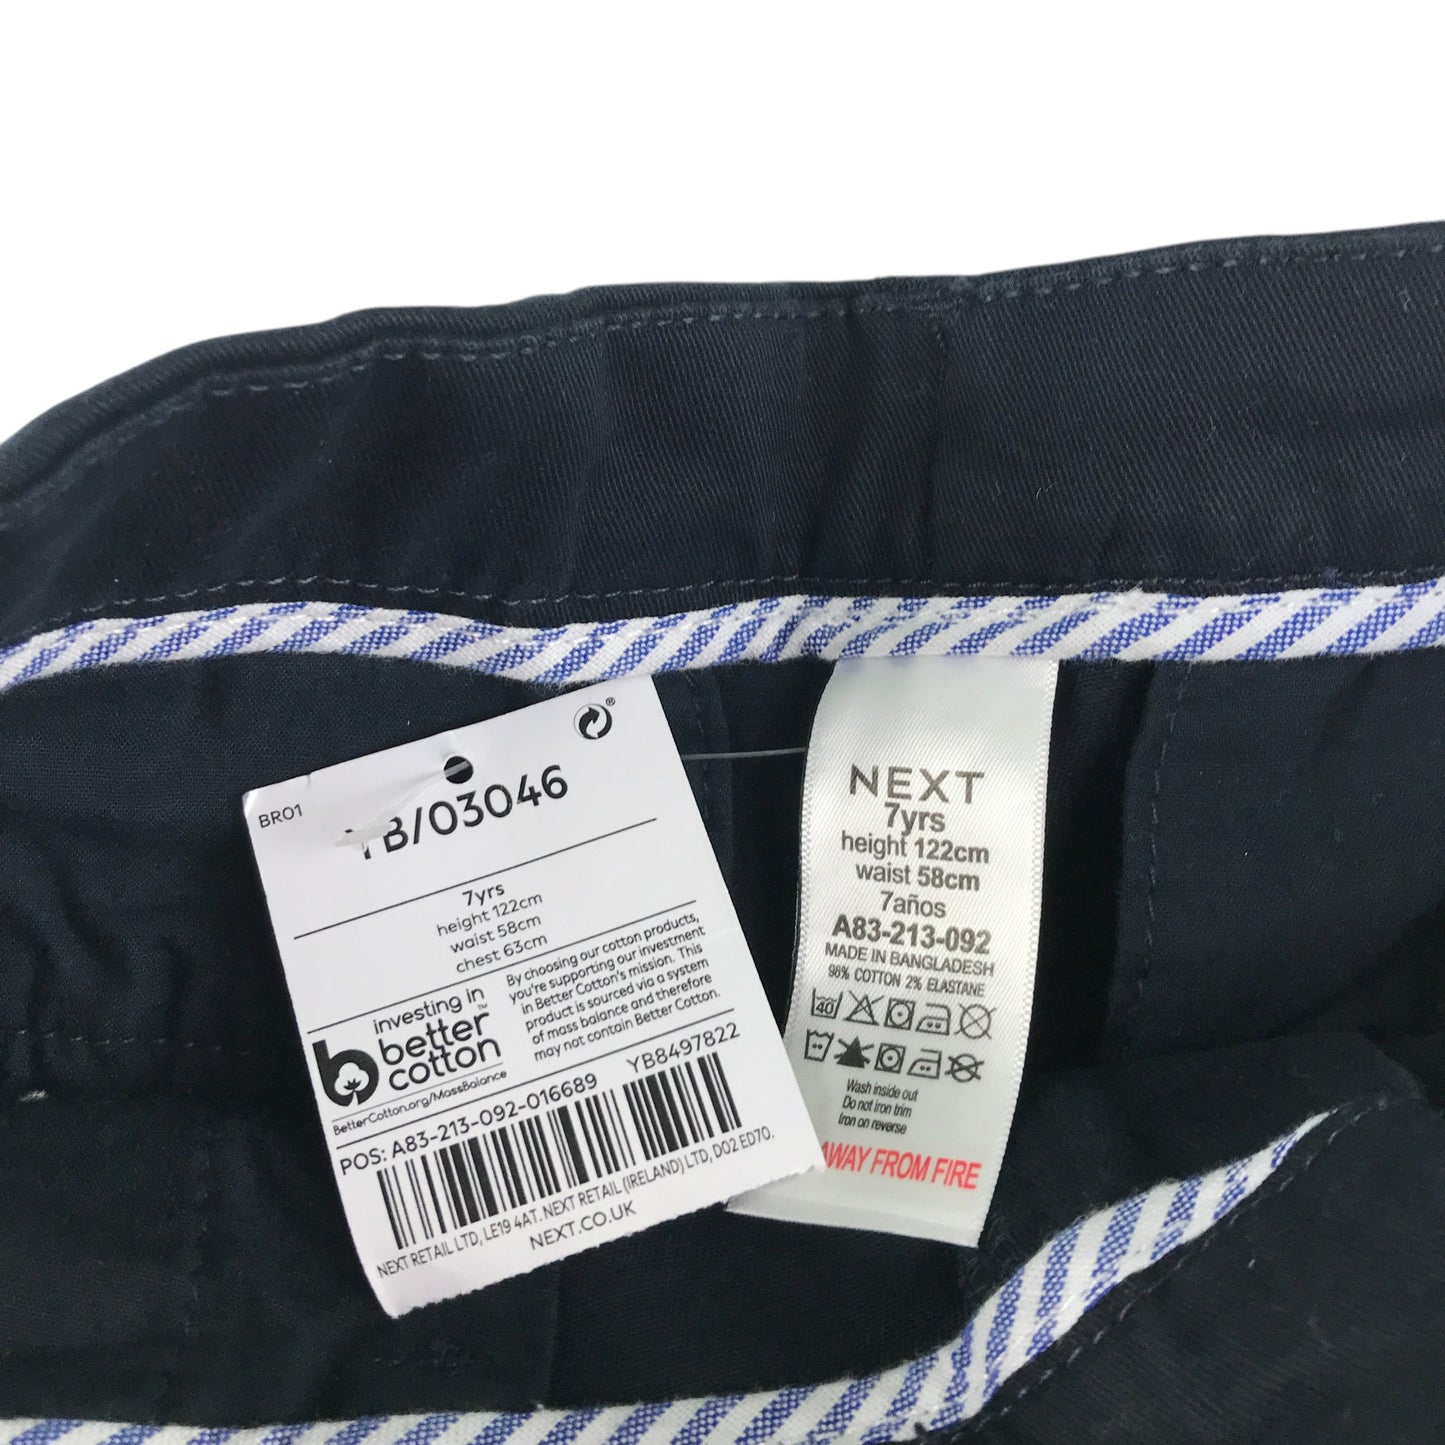 BR01
YB/03046
7yrs
height 122cm
waist 58cm
chest 63cm
investing in
better
cotton™
BetterCotton.org/MassBalance
By choosing our cotton products,
you're supporting our investment
in Better Cotton's mission. This
product is sourced via a system
of mass balance and therefore
may not contain Better Cotton.
POS: A83-213-092-016689 YB8497822
NEXT RETAIL LTD, LE19 4AT. NEXT RETAIL (IRELAND) LTD, D02 ED70.
NEXT.CO.UK
NEXT
7yrs
height 122cm
waist 58cm
7años
A83-213-092
MADE IN BANGLADESH
98% COTTON 2% ELASTANE
40
Wash inside out
Do not iron trim
Iron on reverse
AWAY FROM FIRE